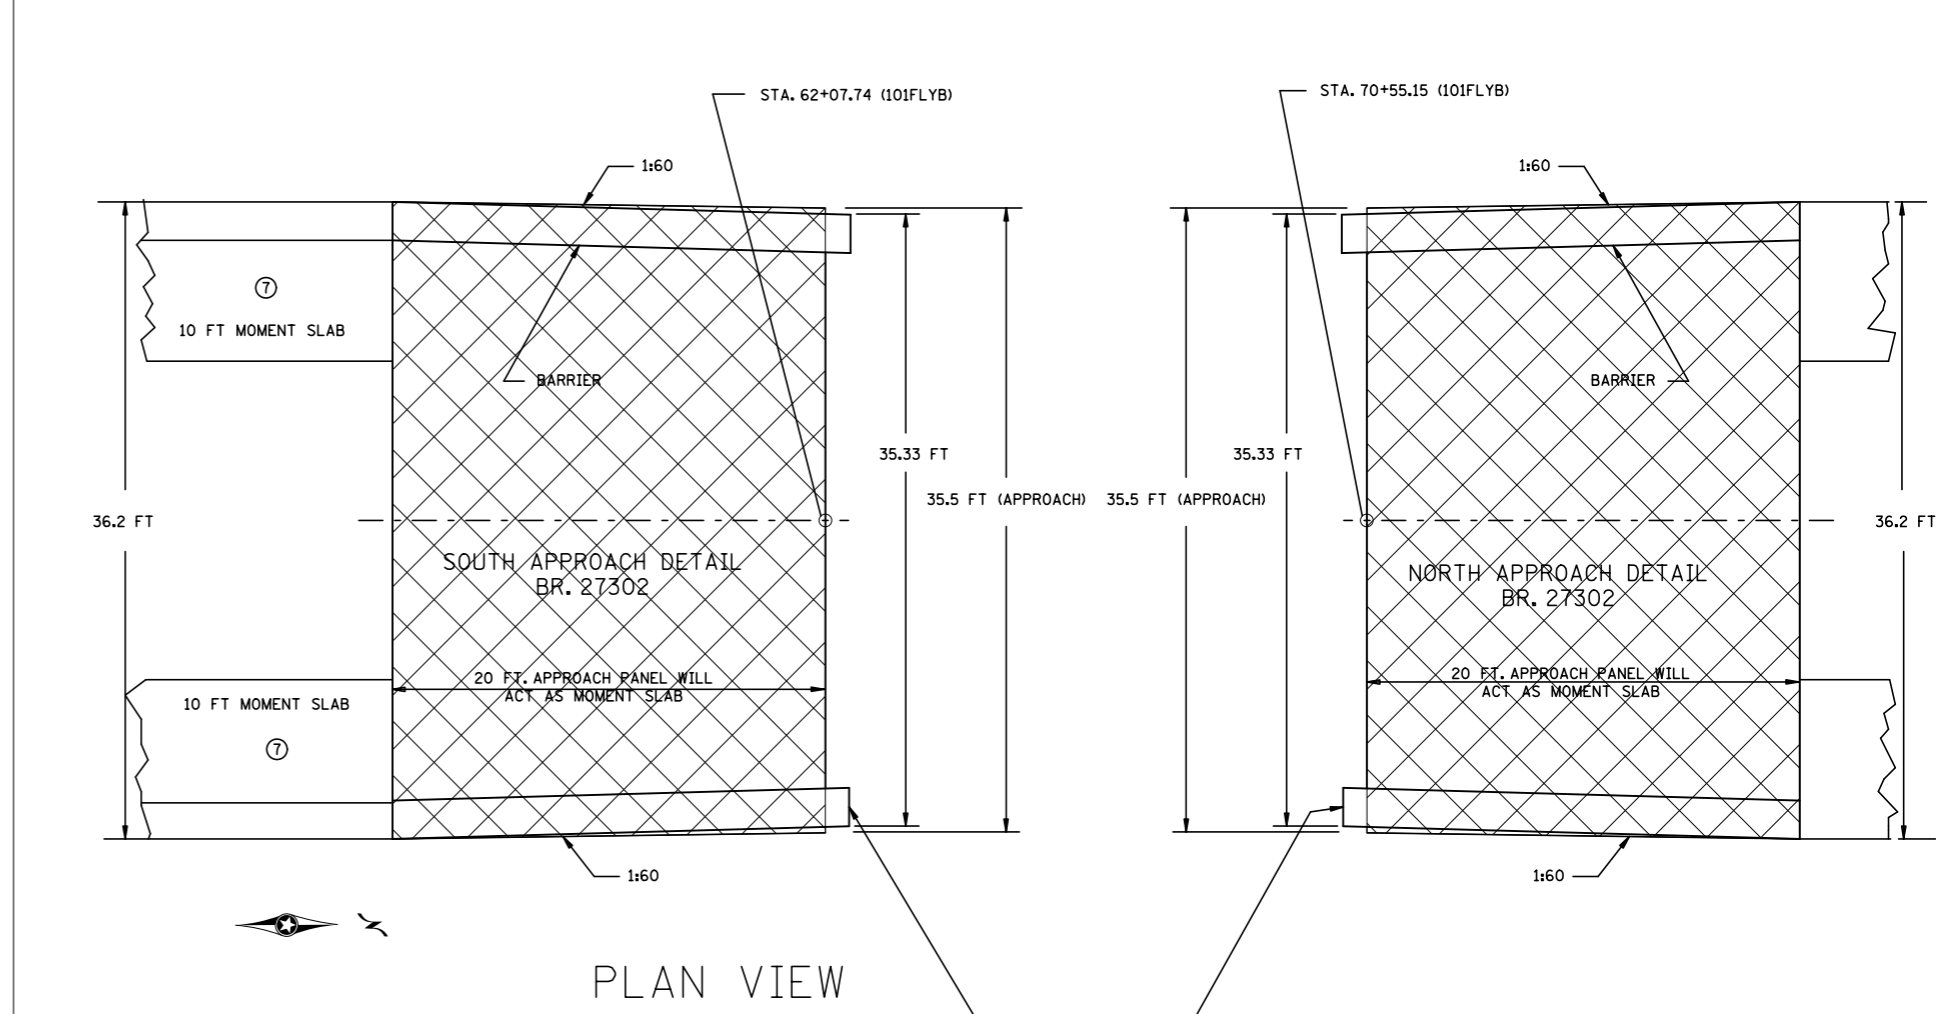 STA. 62+07.74 (101FLYB)
STA. 70+55.15 (101FLYB)
1:60
1:60
⑦
10 FT MOMENT SLAB
BARRIER
BARRIER
35.33 FT
35.33 FT
35.5 FT (APPROACH)
35.5 FT (APPROACH)
36.2 FT
36.2 FT
SOUTH APPROACH DETAIL
BR. 27302
NORTH APPROACH DETAIL
BR. 27302
20 FT. APPROACH PANEL WILL
ACT AS MOMENT SLAB
20 FT. APPROACH PANEL WILL
ACT AS MOMENT SLAB
10 FT MOMENT SLAB
⑦
1:60
1:60
N
PLAN VIEW